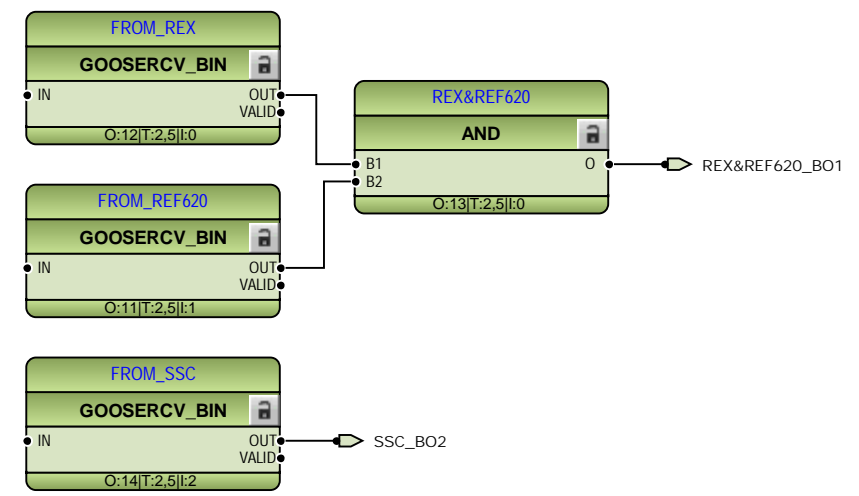 FROM_REX
GOOSERCV_BIN
IN
OUT
VALID
O:12|T:2,5|I:0
REX&REF620
AND
B1
O
B2
O:13|T:2,5|I:0
REX&REF620_BO1
FROM_REF620
GOOSERCV_BIN
IN
OUT
VALID
O:11|T:2,5|I:1
FROM_SSC
GOOSERCV_BIN
IN
OUT
VALID
O:14|T:2,5|I:2
SSC_BO2